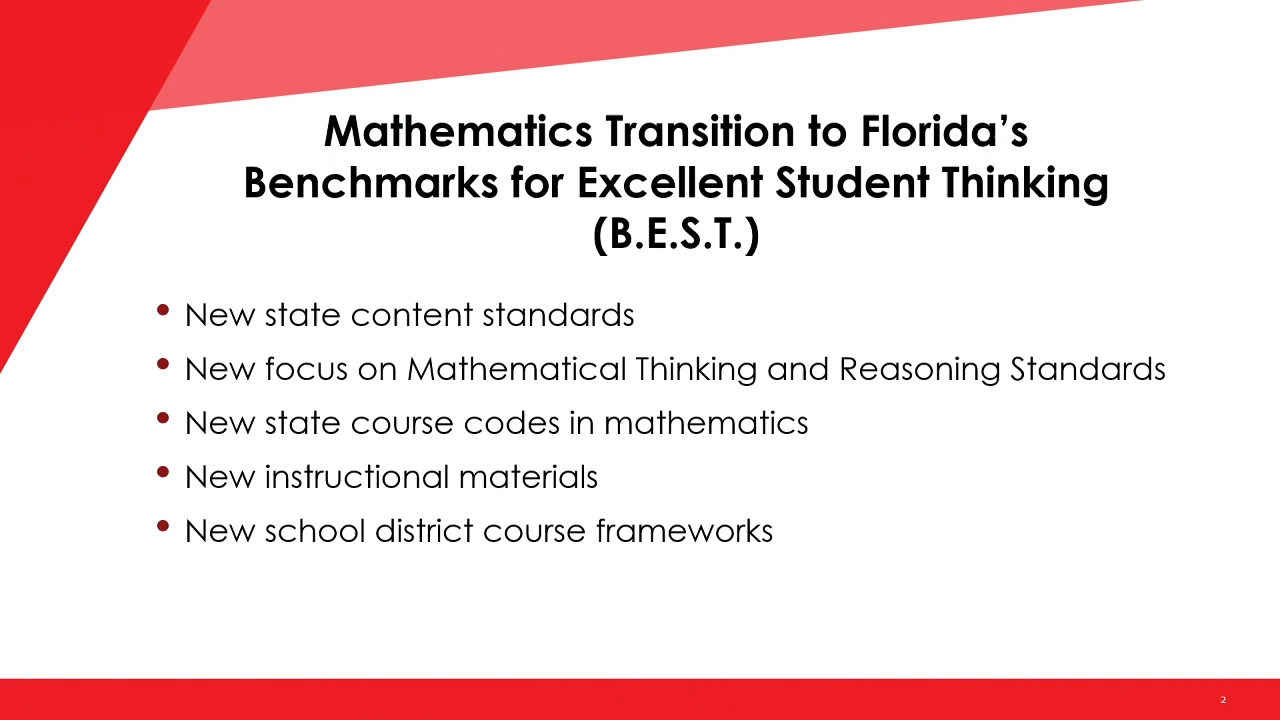 Mathematics Transition to Florida’s
Benchmarks for Excellent Student Thinking
(B.E.S.T.)
• New state content standards
• New focus on Mathematical Thinking and Reasoning Standards
• New state course codes in mathematics
• New instructional materials
• New school district course frameworks
2